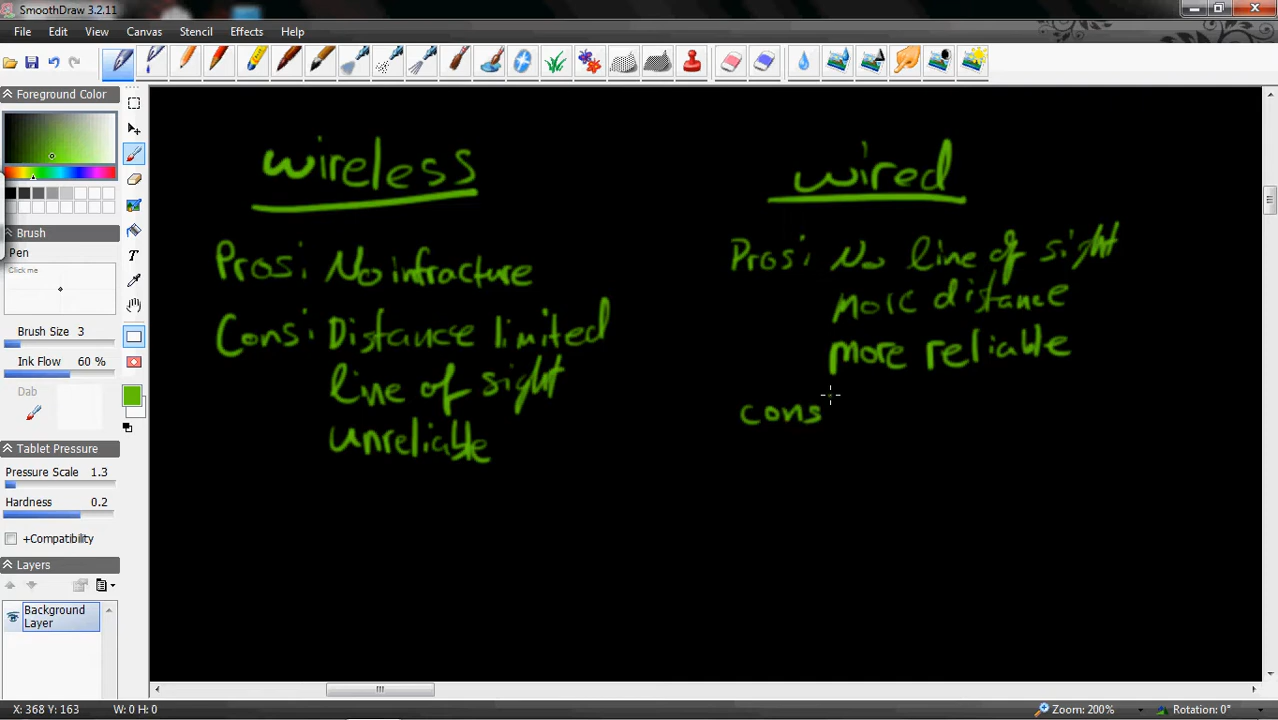 SmoothDraw 3.2.11
File Edit View Canvas Stencil Effects Help
Foreground Color
Brush
Pen
Click me
Brush Size 3
Ink Flow 60 %
Dab
Tablet Pressure
Pressure Scale 1.3
Hardness 0.2
+Compatibility
Layers
Background
Layer
wireless
Pros: No infracture
Cons: Distance limited
line of sight
unreliable
wired
Pros: No line of sight
more distance
more reliable
cons
X: 368 Y: 163 W: 0 H: 0 Zoom: 200% Rotation: 0°